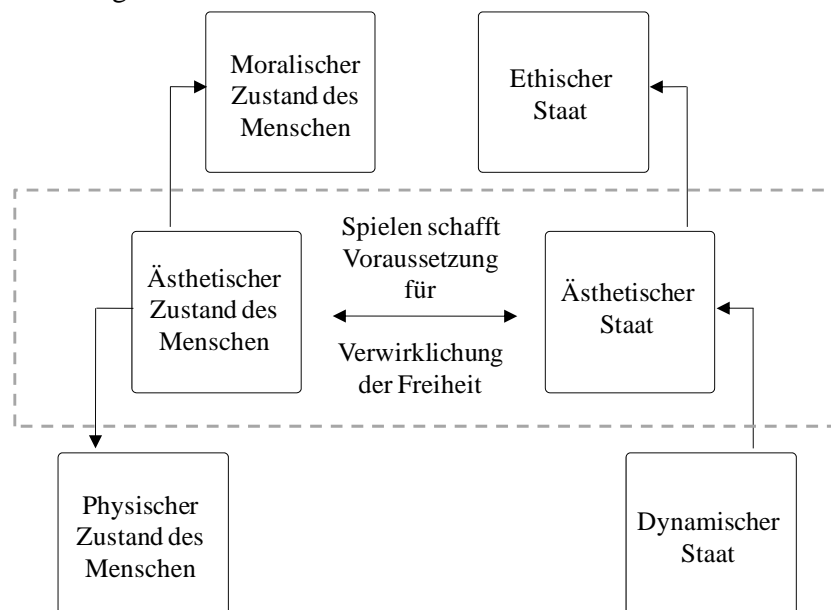 Moralischer
Zustand des
Menschen
Ethischer
Staat
Spielen schafft
Voraussetzung
für
Verwirklichung
der Freiheit
Ästhetischer
Zustand des
Menschen
Ästhetischer
Staat
Physischer
Zustand des
Menschen
Dynamischer
Staat